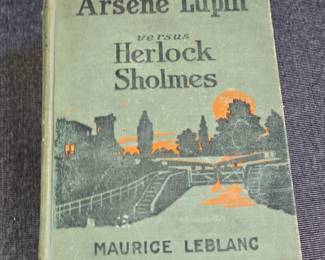 Arsène Lupin
versus
Herlock
Sholmes
MAURICE LEBLANC